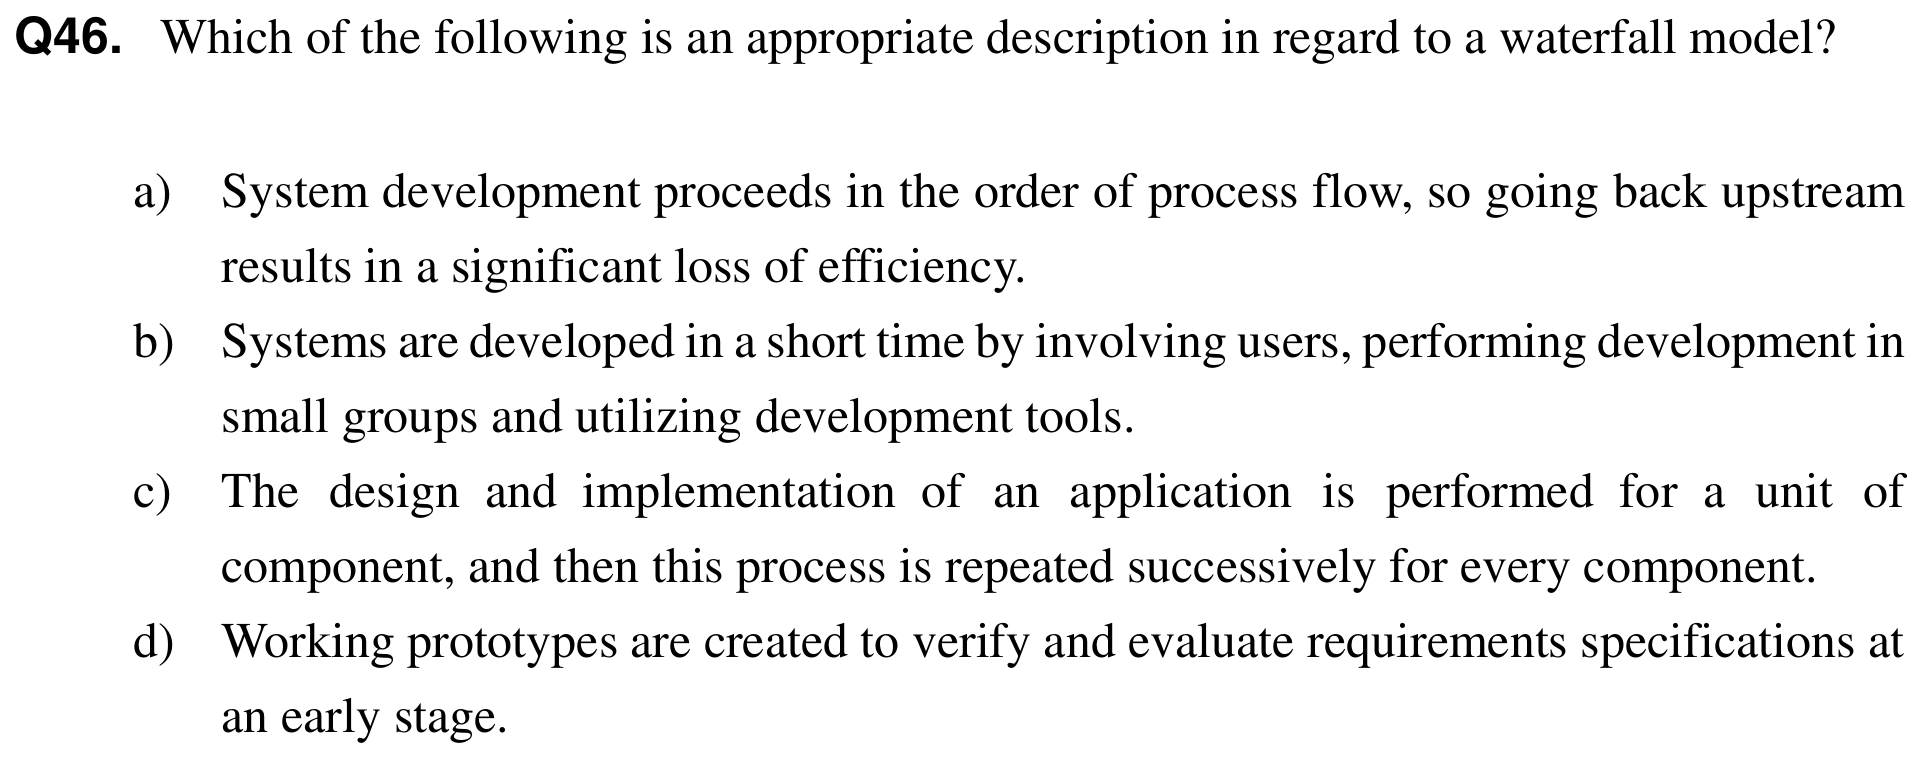 Q46. Which of the following is an appropriate description in regard to a waterfall model?
a) System development proceeds in the order of process flow, so going back upstream
results in a significant loss of efficiency.
b) Systems are developed in a short time by involving users, performing development in
small groups and utilizing development tools.
c) The design and implementation of an application is performed for a unit of
component, and then this process is repeated successively for every component.
d) Working prototypes are created to verify and evaluate requirements specifications at
an early stage.